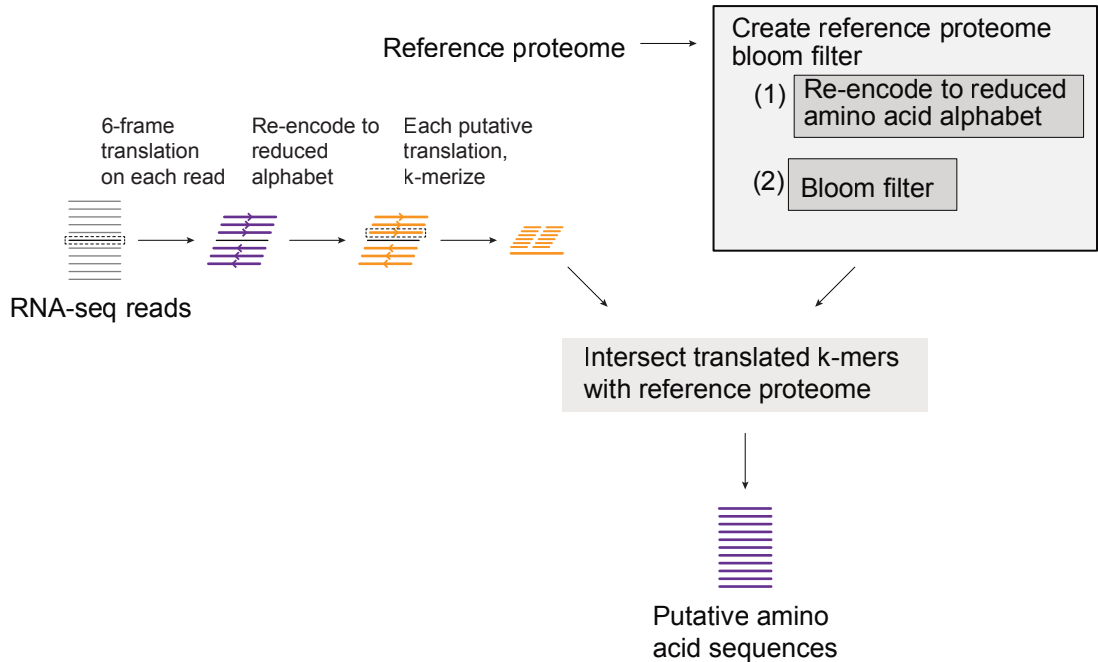 Reference proteome
Create reference proteome
bloom filter
(1)
Re-encode to reduced
amino acid alphabet
(2)
Bloom filter
6-frame
translation
on each read
Re-encode to
reduced
alphabet
Each putative
translation,
k-merize
RNA-seq reads
Intersect translated k-mers
with reference proteome
Putative amino
acid sequences